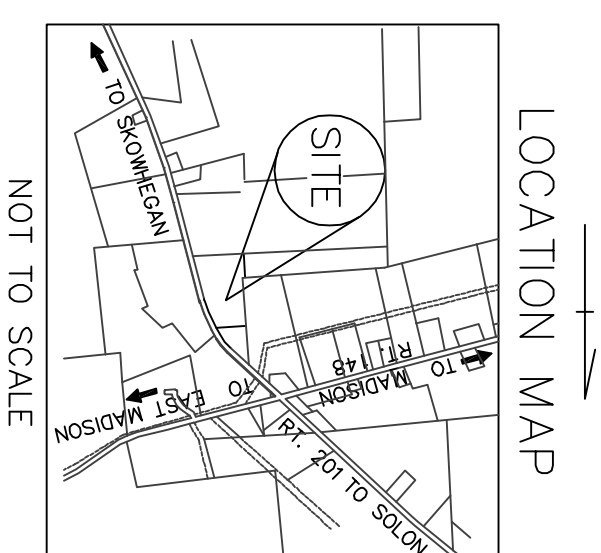 LOCATION MAP
SITE
TO SKOWHEGAN
RT. 148
TO MADISON
TO EAST MADISON
RT. 201 TO SOLON
NOT TO SCALE